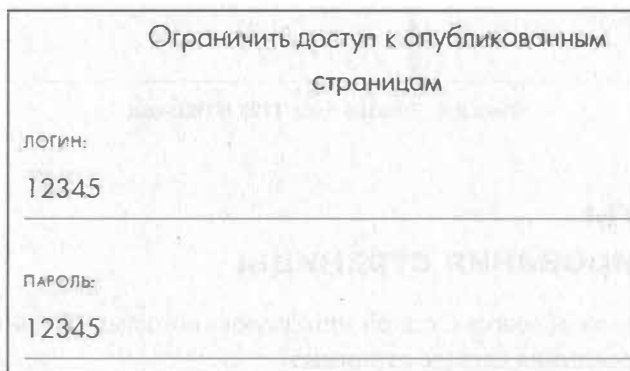 Ограничить доступ к опубликованным
страницам
логин:
12345
Пароль:
12345